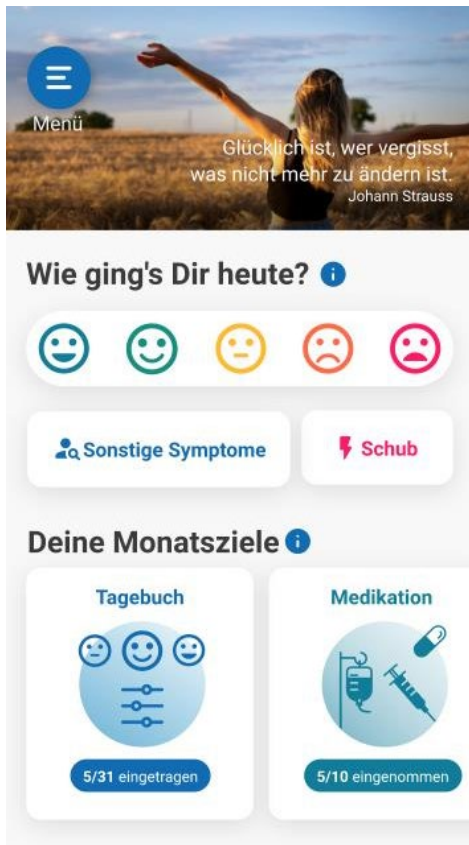 Menü
Glücklich ist, wer vergisst,
was nicht mehr zu ändern ist.
Johann Strauss
Wie ging's Dir heute?
Sonstige Symptome
Schub
Deine Monatsziele
Tagebuch
Medikation
5/31 eingetragen
5/10 eingenommen